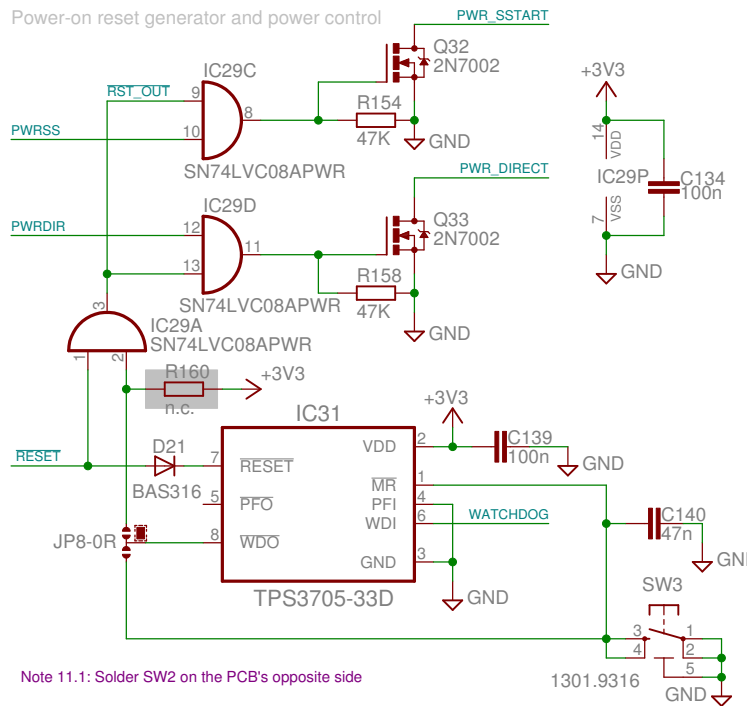 Power-on reset generator and power control
PWR_SSTART
Q32
2N7002
IC29C
RST_OUT
9
8
10
PWRSS
R154
47K
GND
SN74LVC08APWR
+3V3
14
VDD
IC29P
C134
100n
7
VSS
GND
PWR_DIRECT
Q33
2N7002
IC29D
PWRDIR
12
11
13
R158
47K
GND
SN74LVC08APWR
3
IC29A
SN74LVC08APWR
1
2
R160
n.c.
+3V3
IC31
+3V3
VDD
2
C139
100n
GND
RESET
D21
BAS316
7
RESET
MR
1
5
PFO
PFI
4
WDI
6
WATCHDOG
C140
47n
GND
JP8-0R
8
WDO
GND
3
GND
TPS3705-33D
SW3
3
1
4
2
5
1301.9316
GND
Note 11.1: Solder SW2 on the PCB's opposite side